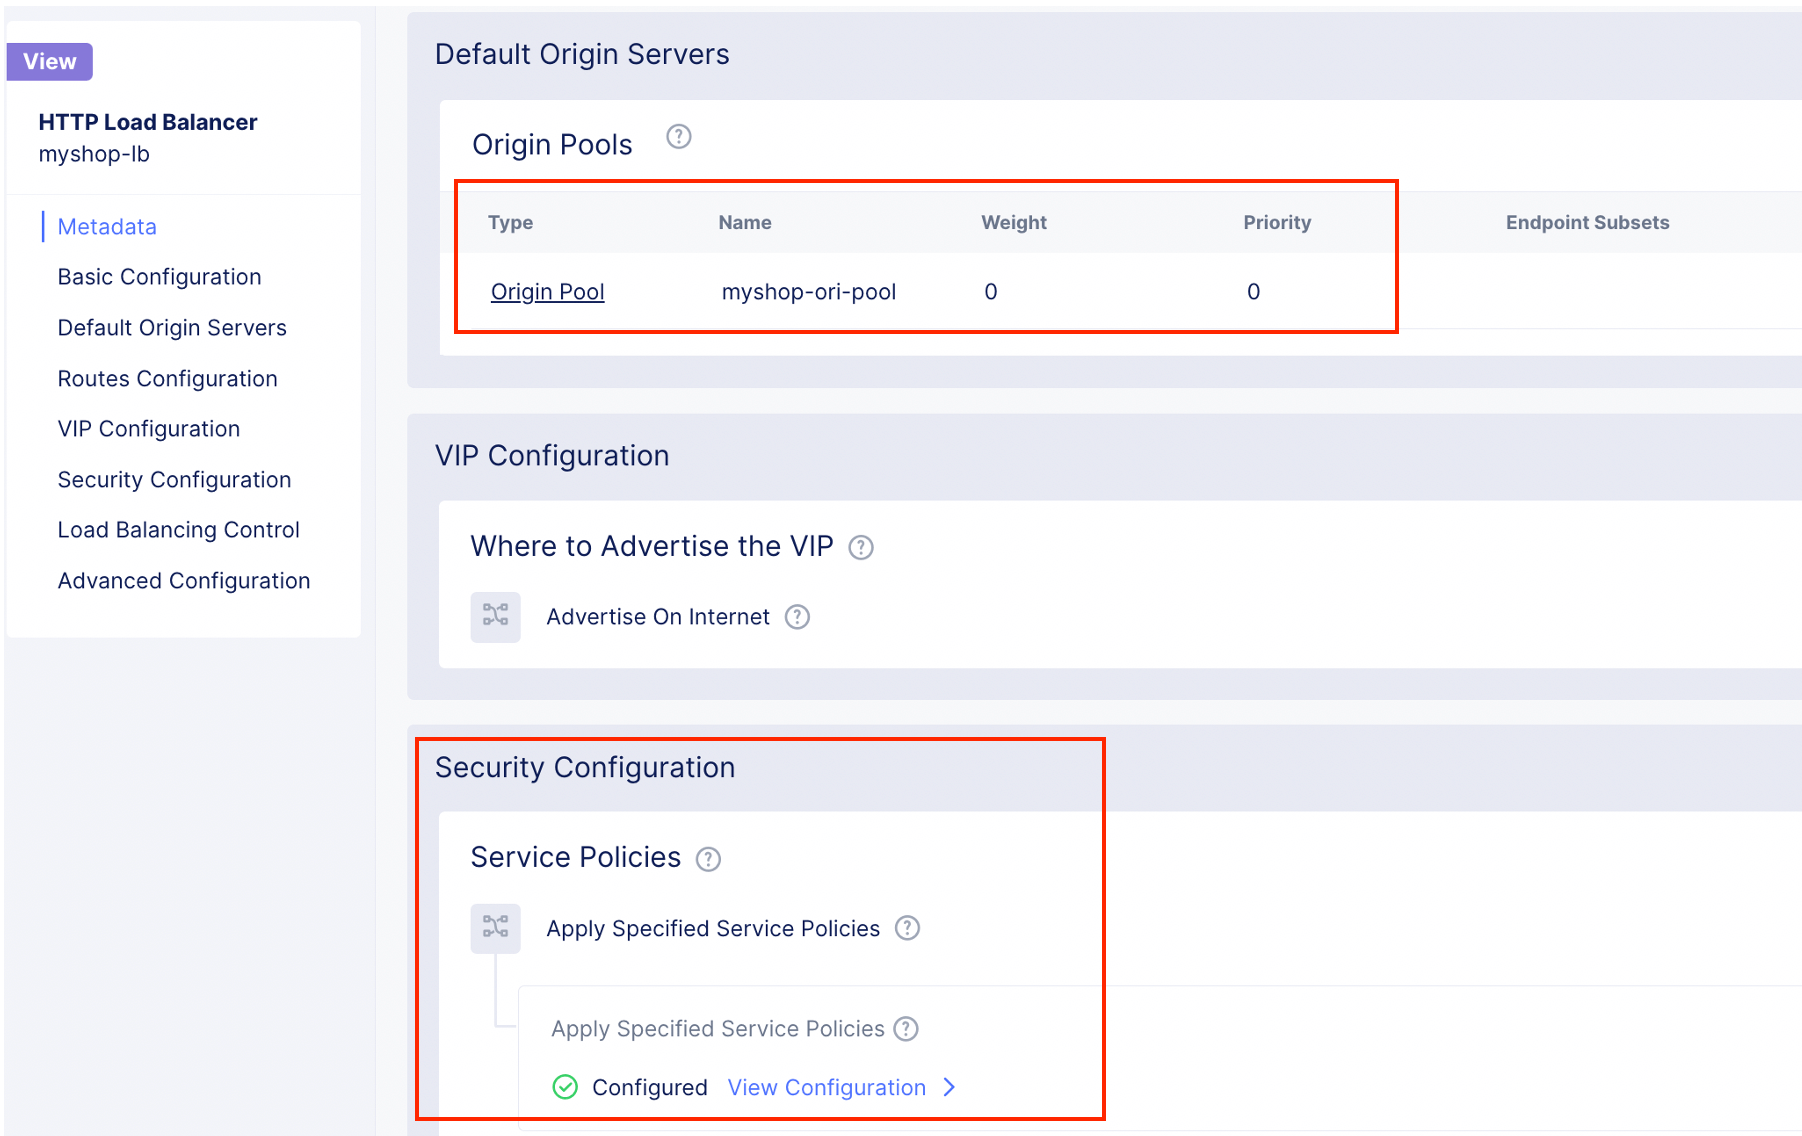 View
HTTP Load Balancer
myshop-lb
Metadata
Basic Configuration
Default Origin Servers
Routes Configuration
VIP Configuration
Security Configuration
Load Balancing Control
Advanced Configuration
Default Origin Servers
Origin Pools ?
Type Name Weight Priority Endpoint Subsets
Origin Pool myshop-ori-pool 0 0
VIP Configuration
Where to Advertise the VIP ?
Advertise On Internet ?
Security Configuration
Service Policies ?
Apply Specified Service Policies ?
Apply Specified Service Policies ?
Configured View Configuration